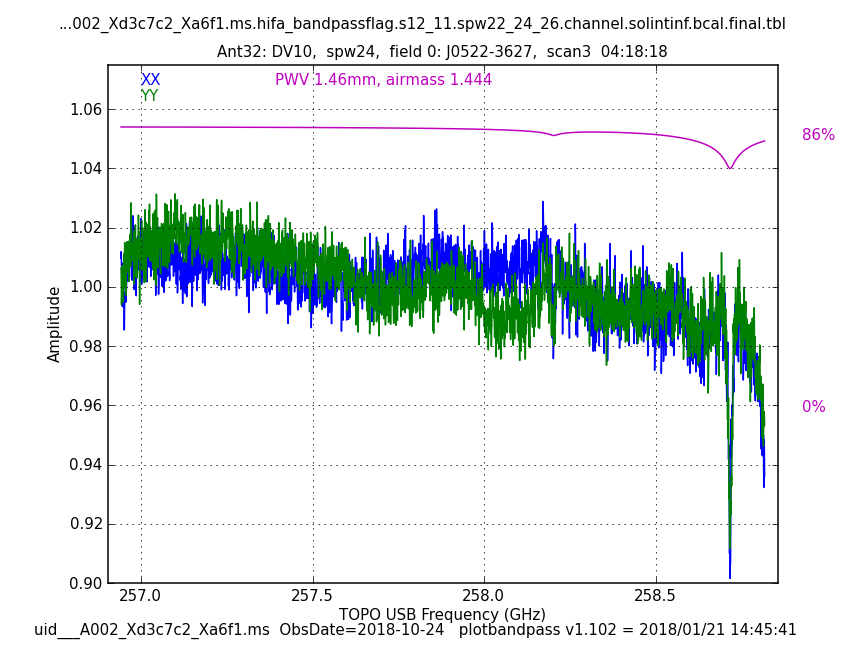 ...002_Xd3c7c2_Xa6f1.ms.hifa_bandpassflag.s12_11.spw22_24_26.channel.solintinf.bcal.final.tbl
Ant32: DV10,  spw24,  field 0: J0522-3627,  scan3  04:18:18
XX
PWV 1.46mm, airmass 1.444
YY
1.06
1.04
1.02
1.00
0.98
0.96
0.94
0.92
0.90
Amplitude
86%
0%
257.0
257.5
258.0
258.5
TOPO USB Frequency (GHz)
uid___A002_Xd3c7c2_Xa6f1.ms  ObsDate=2018-10-24   plotbandpass v1.102 = 2018/01/21 14:45:41